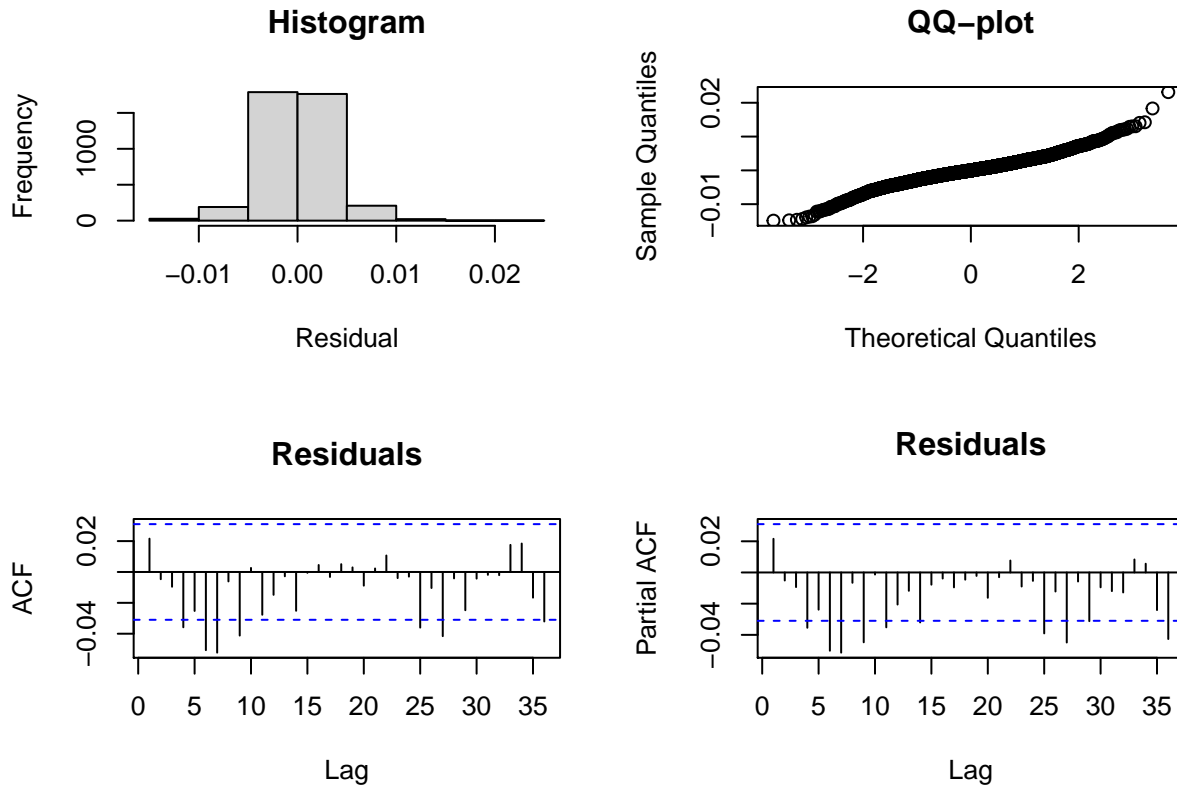 Histogram
Frequency
0
1000
−0.01
0.00
0.01
0.02
Residual
QQ−plot
Sample Quantiles
−0.01
0.02
−2
0
2
Theoretical Quantiles
Residuals
ACF
−0.04
0.02
0
5
10
15
20
25
30
35
Lag
Residuals
Partial ACF
−0.04
0.02
0
5
10
15
20
25
30
35
Lag